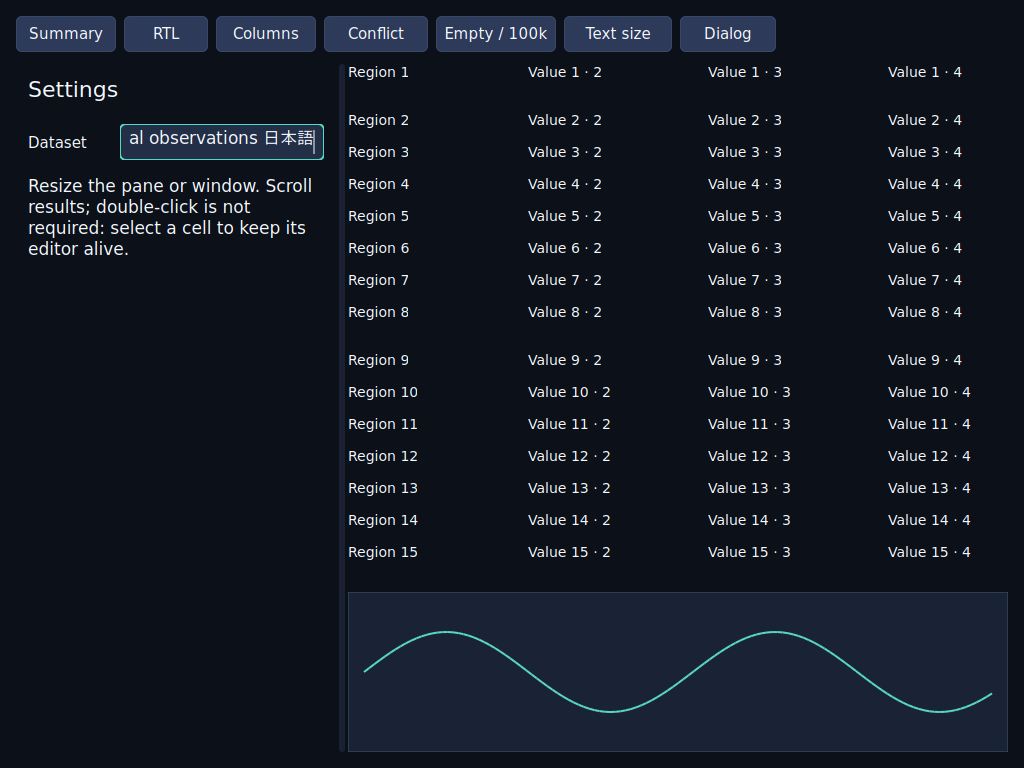 Summary RTL Columns Conflict Empty / 100k Text size Dialog
Settings
Dataset al observations 日本語
Resize the pane or window. Scroll
results; double-click is not
required: select a cell to keep its
editor alive.
Region 1 Value 1 · 2 Value 1 · 3 Value 1 · 4
Region 2 Value 2 · 2 Value 2 · 3 Value 2 · 4
Region 3 Value 3 · 2 Value 3 · 3 Value 3 · 4
Region 4 Value 4 · 2 Value 4 · 3 Value 4 · 4
Region 5 Value 5 · 2 Value 5 · 3 Value 5 · 4
Region 6 Value 6 · 2 Value 6 · 3 Value 6 · 4
Region 7 Value 7 · 2 Value 7 · 3 Value 7 · 4
Region 8 Value 8 · 2 Value 8 · 3 Value 8 · 4
Region 9 Value 9 · 2 Value 9 · 3 Value 9 · 4
Region 10 Value 10 · 2 Value 10 · 3 Value 10 · 4
Region 11 Value 11 · 2 Value 11 · 3 Value 11 · 4
Region 12 Value 12 · 2 Value 12 · 3 Value 12 · 4
Region 13 Value 13 · 2 Value 13 · 3 Value 13 · 4
Region 14 Value 14 · 2 Value 14 · 3 Value 14 · 4
Region 15 Value 15 · 2 Value 15 · 3 Value 15 · 4